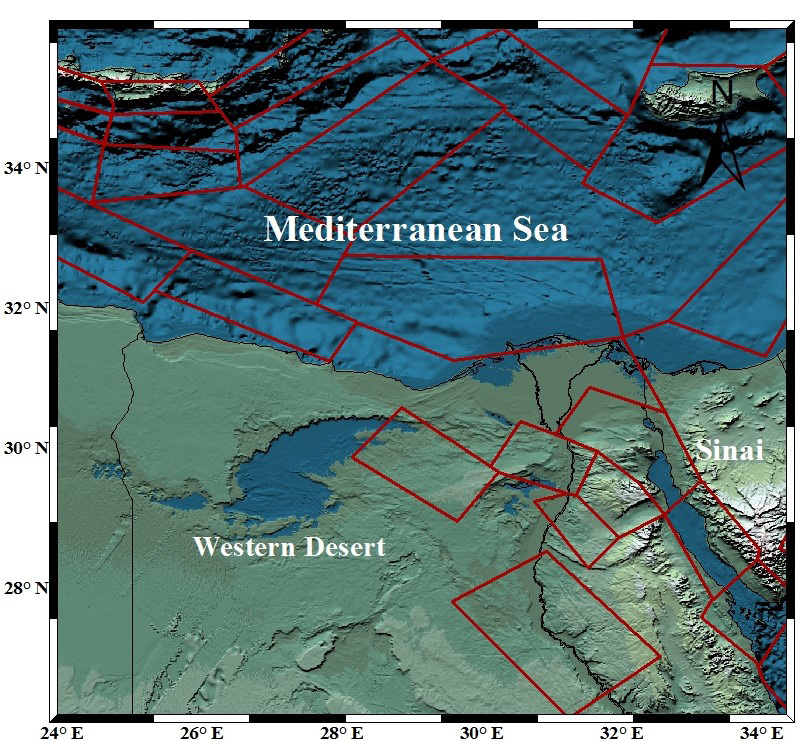 N
34° N
Mediterranean Sea
32° N
30° N
Sinai
Western Desert
28° N
24° E
26° E
28° E
30° E
32° E
34° E